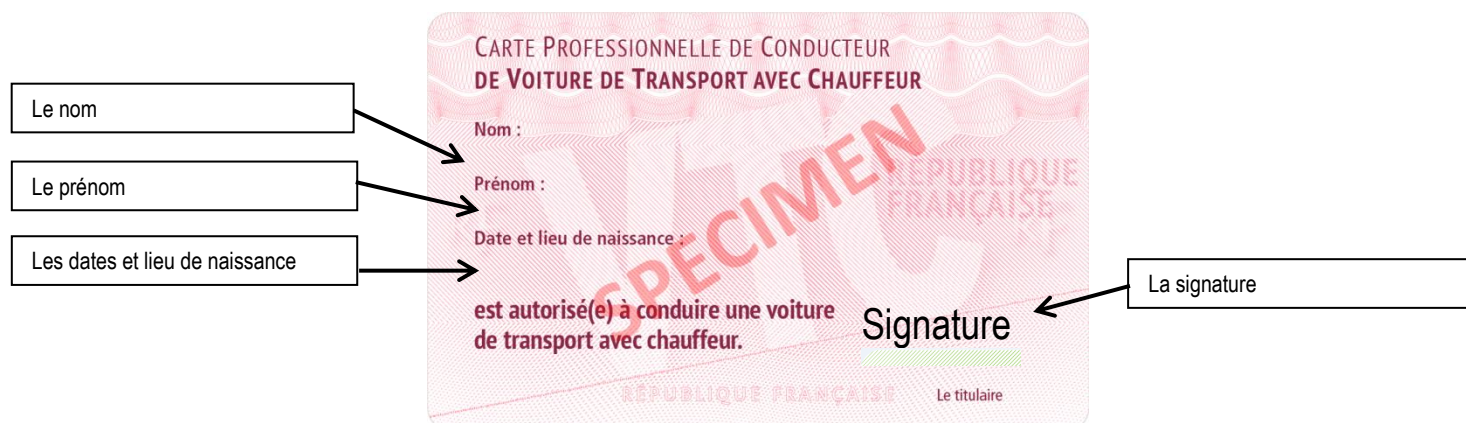 CARTE PROFESSIONNELLE DE CONDUCTEUR
DE VOITURE DE TRANSPORT AVEC CHAUFFEUR
Le nom
Nom :
Le prénom
Prénom :
VTC
SPECIMEN
RÉPUBLIQUE
FRANÇAISE
Les dates et lieu de naissance
Date et lieu de naissance :
La signature
est autorisé(e) à conduire une voiture
de transport avec chauffeur.
Signature
RÉPUBLIQUE FRANÇAISE
Le titulaire